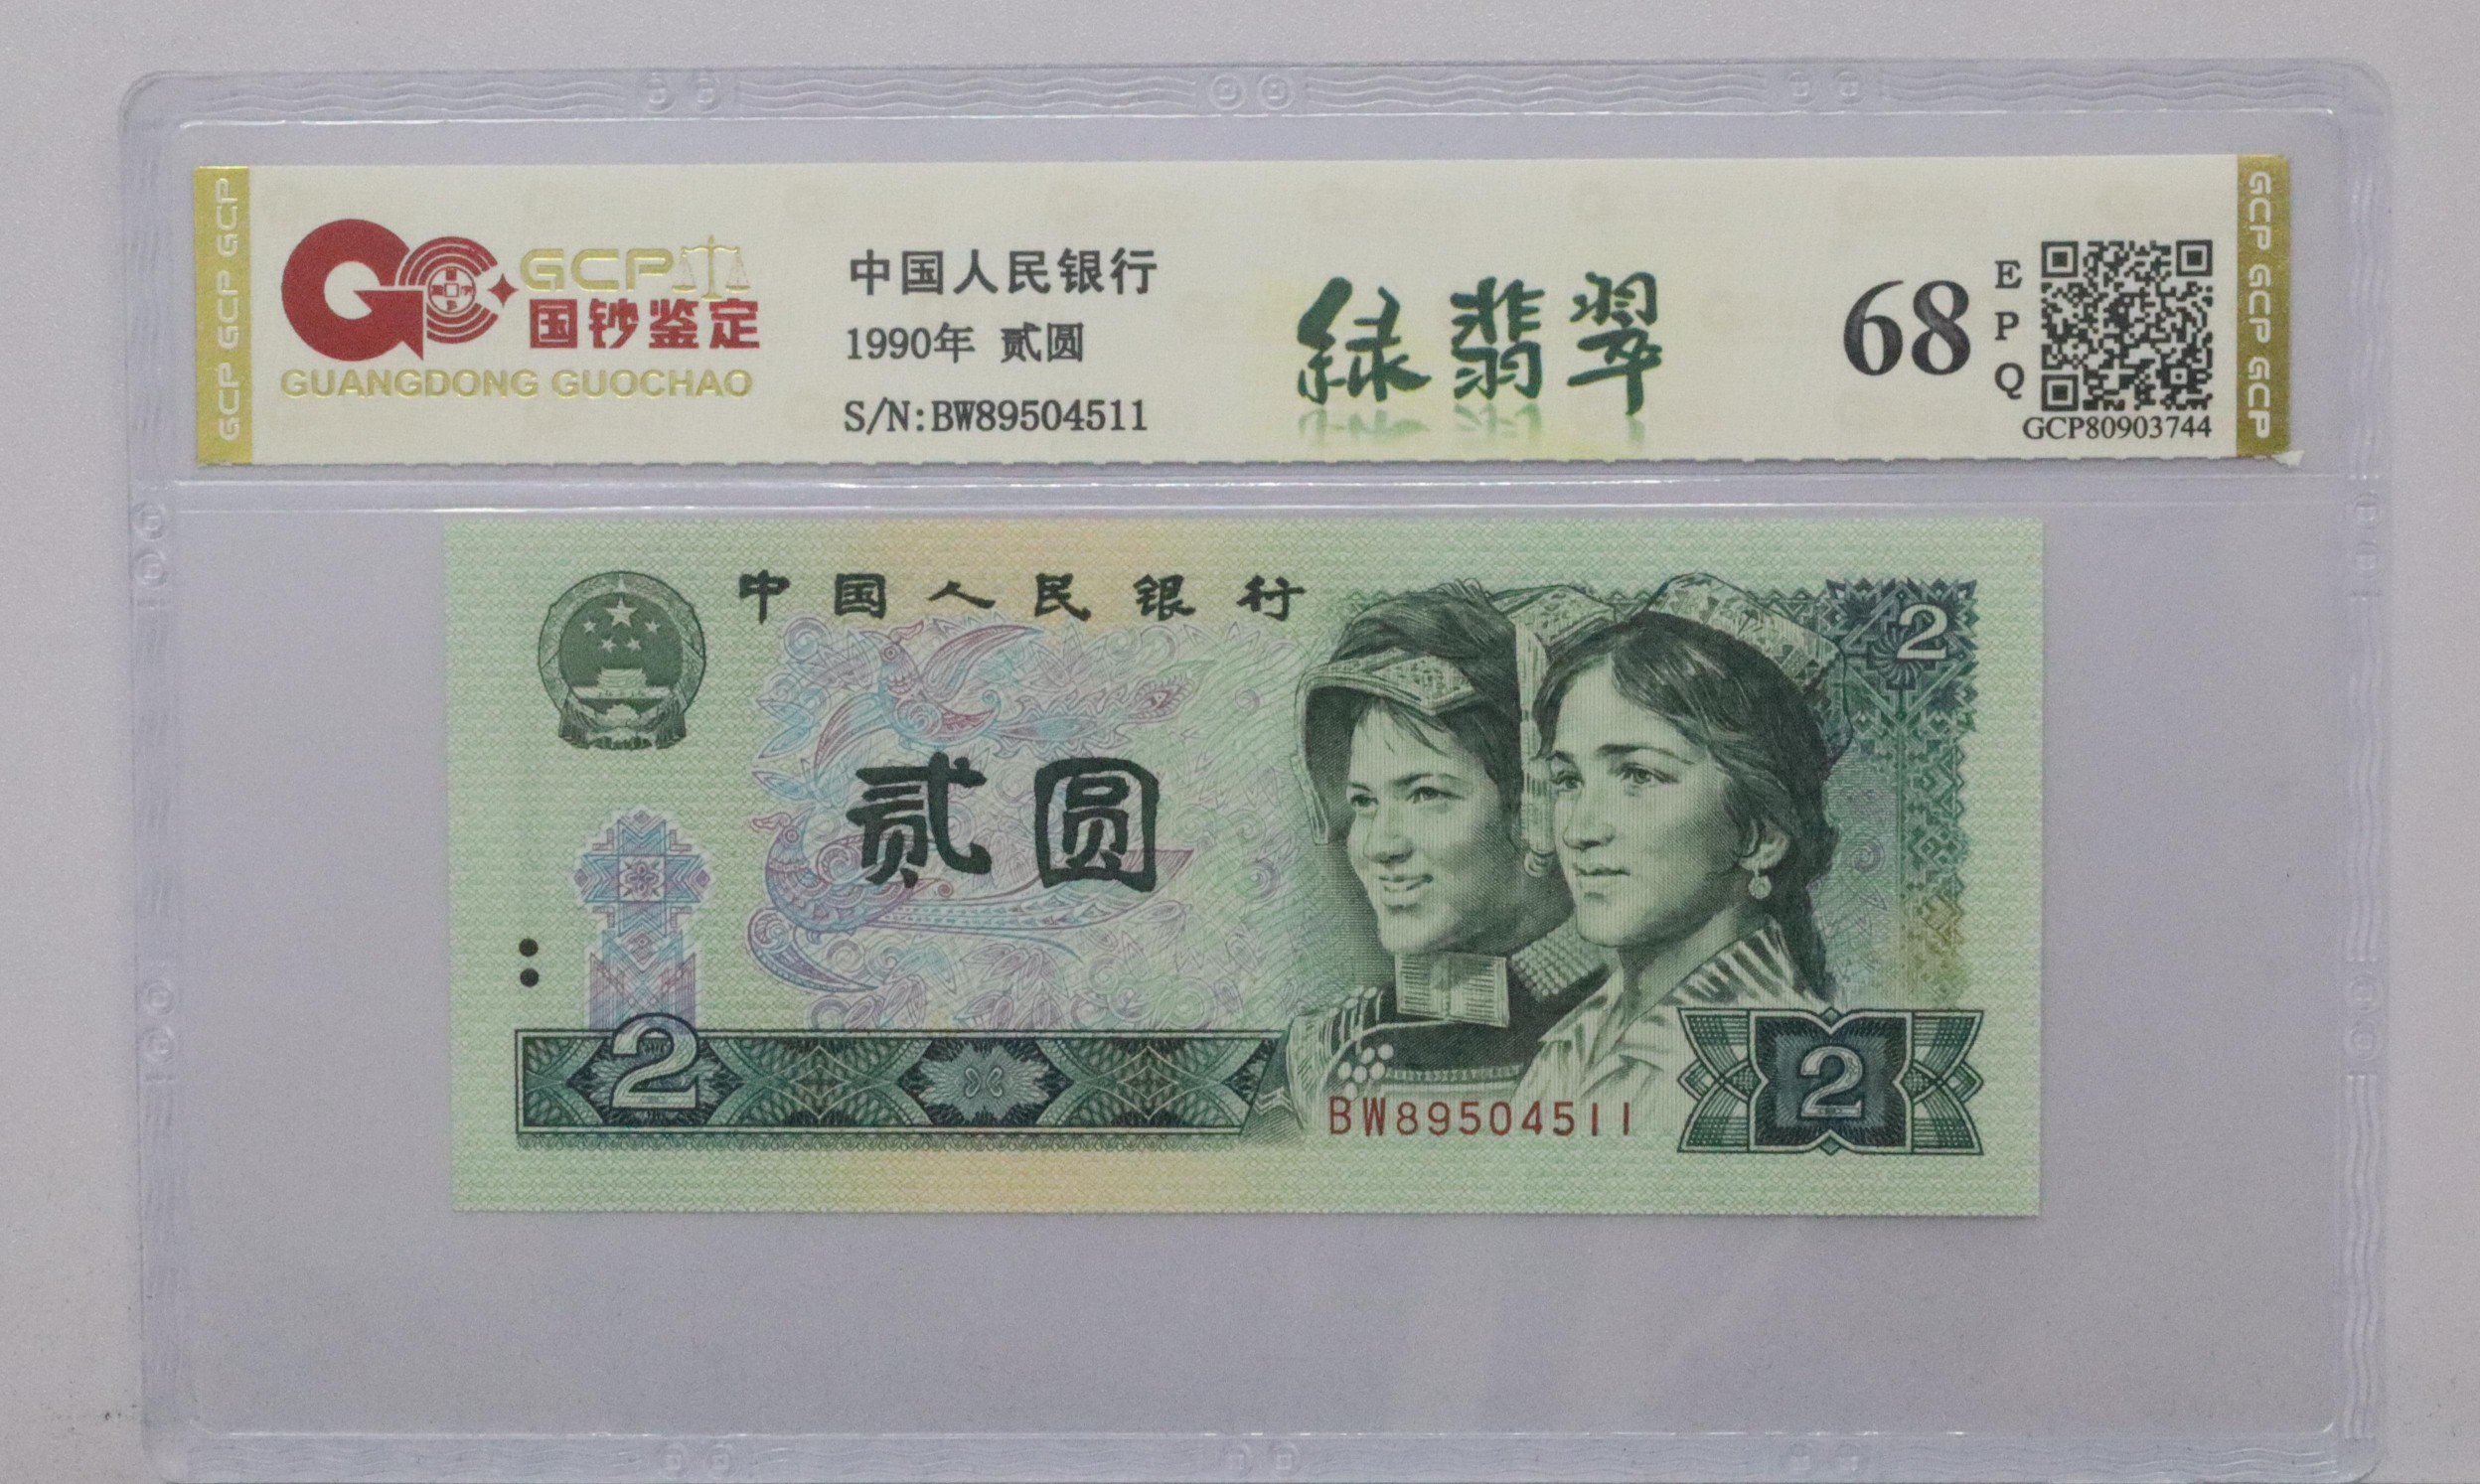 GCP GCP GCP
GCP
国钞鉴定
GUANGDONG GUOCHAO
中国人民银行
1990年 贰圆
S/N:BW89504511
绿翡翠
68
EPQ
GCP80903744
GCP GCP GCP
中国人民银行
2
贰圆
2
BW89504511
2